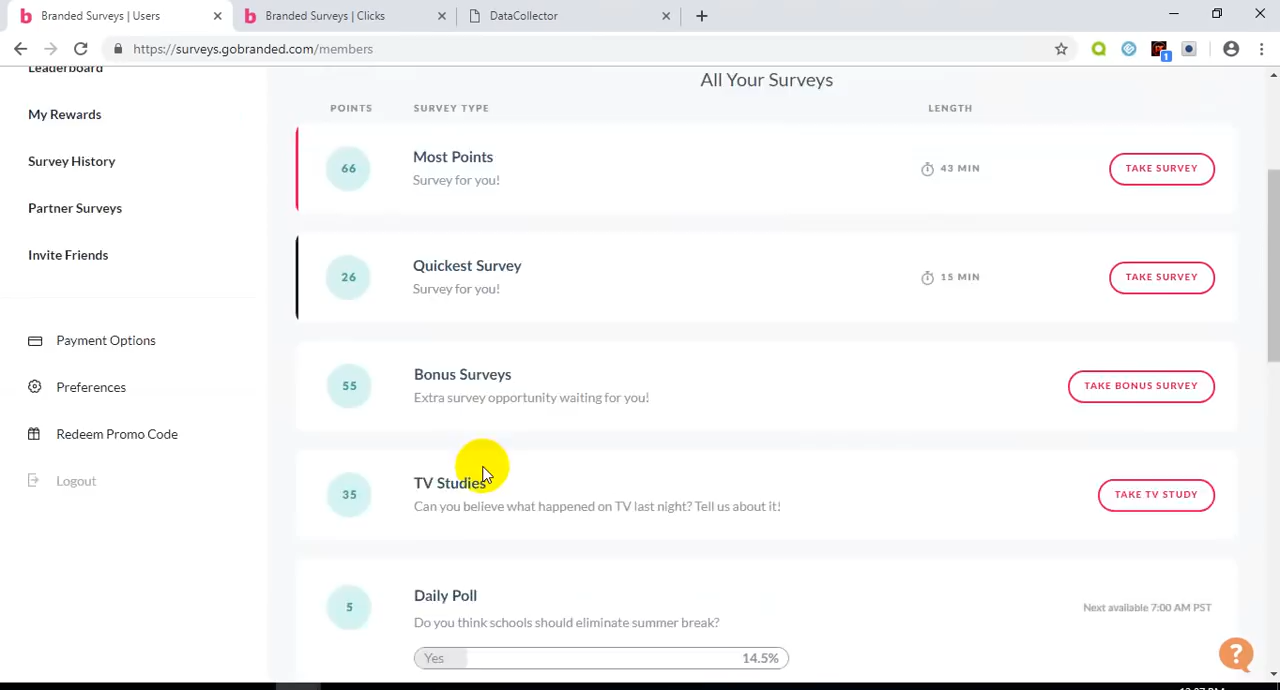 Branded Surveys | Users
Branded Surveys | Clicks
DataCollector
https://surveys.gobranded.com/members
1
Leaderboard
My Rewards
Survey History
Partner Surveys
Invite Friends
Payment Options
Preferences
Redeem Promo Code
Logout
All Your Surveys
POINTS SURVEY TYPE LENGTH
66 Most Points 43 MIN TAKE SURVEY
Survey for you!
26 Quickest Survey 15 MIN TAKE SURVEY
Survey for you!
55 Bonus Surveys TAKE BONUS SURVEY
Extra survey opportunity waiting for you!
35 TV Studies TAKE TV STUDY
Can you believe what happened on TV last night? Tell us about it!
5 Daily Poll Next available 7:00 AM PST
Do you think schools should eliminate summer break?
Yes 14.5%
?